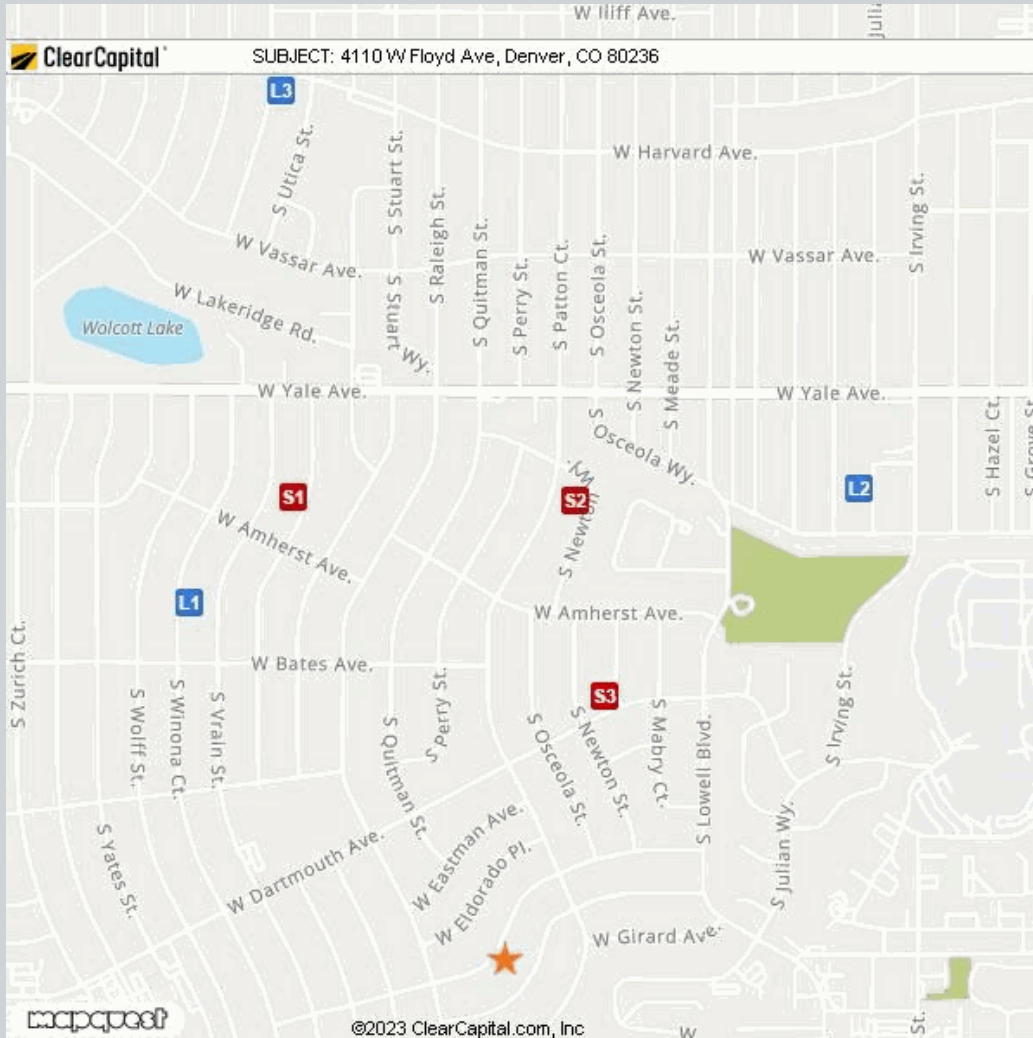 W Iliff Ave.
ClearCapital
SUBJECT: 4110 W Floyd Ave, Denver, CO 80236
L3
W Harvard Ave.
S Utica St.
S Stuart St.
S Raleigh St.
S Irving St.
W Vassar Ave.
W Vassar Ave.
S Quitman St.
S Perry St.
S Patton Ct.
S Osceola St.
S Newton St.
S Meade St.
W Lakeridge Rd.
S Stuart Wy.
Wolcott Lake
W Yale Ave.
W Yale Ave.
S Osceola Wy.
S Hazel Ct.
S Grove St.
S1
S2
L2
S Newton Wy.
W Amherst Ave.
L1
W Amherst Ave.
S Zurich Ct.
W Bates Ave.
S3
S Wolff St.
S Winona Ct.
S Vrain St.
S Quitman St.
S Perry St.
S Osceola St.
S Newton St.
S Mabry Ct.
S Lowell Blvd.
S Irving St.
S Yates St.
W Dartmouth Ave.
W Eastman Ave.
W Eldorado Pl.
S Julian Wy.
W Girard Ave.
mapquest
©2023 ClearCapital.com, Inc
W
St.